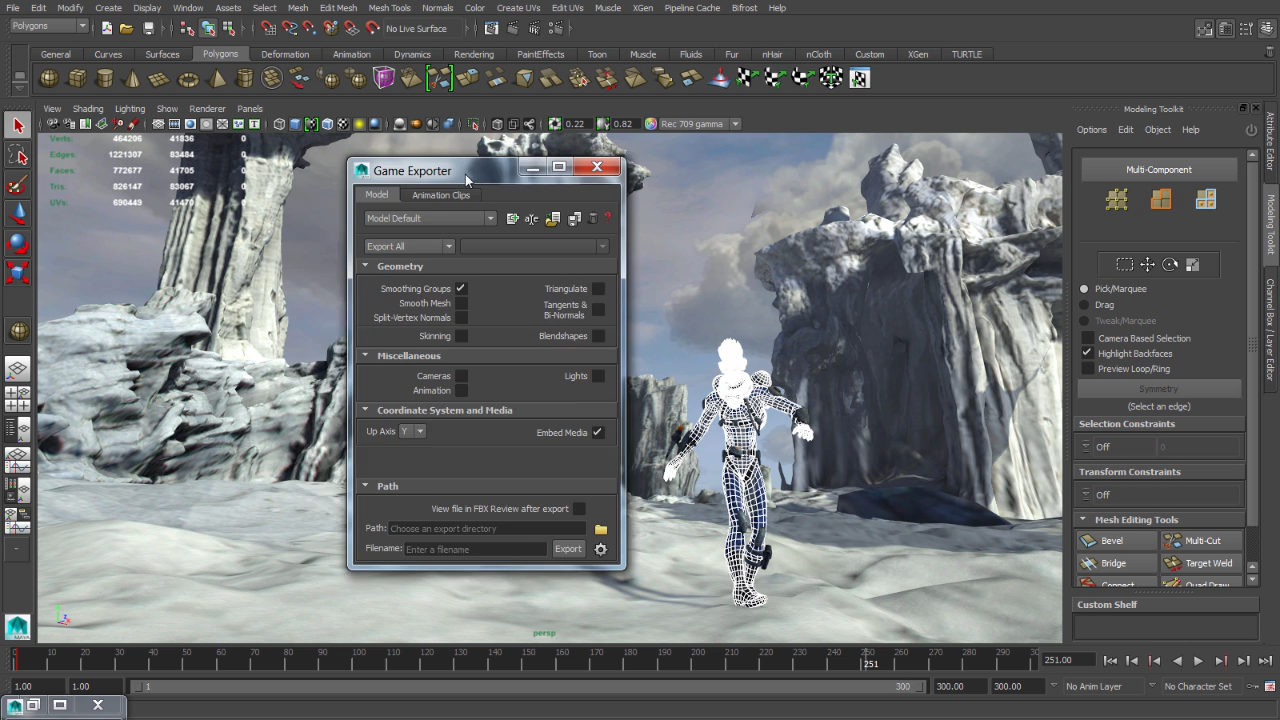 File Edit Modify Create Display Window Assets Select Mesh Edit Mesh Mesh Tools Normals Color Create UVs Edit UVs Muscle XGen Pipeline Cache Bifrost Help
Polygons No Live Surface
General Curves Surfaces Polygons Deformation Animation Dynamics Rendering PaintEffects Toon Muscle Fluids Fur nHair nCloth Custom XGen TURTLE
View Shading Lighting Show Renderer Panels
0.22 0.82 Rec 709 gamma
Verts: 464206 41836 0
Edges: 1221307 83484 0
Faces: 772677 41705 0
Tris: 826147 83067 0
UVs: 690449 41470 0
Game Exporter
Model Animation Clips
Model Default
Export All
Geometry
Smoothing Groups Triangulate
Smooth Mesh Tangents &
Split-Vertex Normals Bi-Normals
Skinning Blendshapes
Miscellaneous
Cameras Lights
Animation
Coordinate System and Media
Up Axis Y Embed Media
Path
View file in FBX Review after export
Path: Choose an export directory
Filename: Enter a filename Export
persp
Modeling Toolkit
Options Edit Object Help
Multi-Component
Pick/Marquee
Drag
Tweak/Marquee
Camera Based Selection
Highlight Backfaces
Preview Loop/Ring
Symmetry
(Select an edge)
Selection Constraints
Off 0
Transform Constraints
Off
Mesh Editing Tools
Bevel Multi-Cut
Bridge Target Weld
Connect Quad Draw
Custom Shelf
Attribute Editor
Modeling Toolkit
Channel Box / Layer Editor
0 10 20 30 40 50 60 70 80 90 100 110 120 130 140 150 160 170 180 190 200 210 220 230 240 250 260 270 280 290 30
251
251.00
1.00 1.00 1 300 300.00 300.00 No Anim Layer No Character Set
MAYA
X